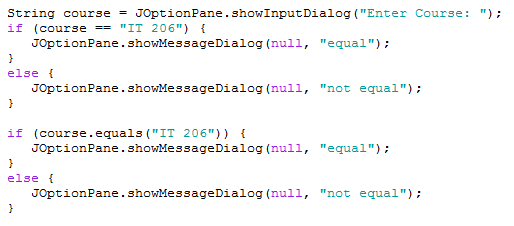 String course = JOptionPane.showInputDialog("Enter Course: ");
if (course == "IT 206") {
   JOptionPane.showMessageDialog(null, "equal");
}
else {
   JOptionPane.showMessageDialog(null, "not equal");
}

if (course.equals("IT 206")) {
   JOptionPane.showMessageDialog(null, "equal");
}
else {
   JOptionPane.showMessageDialog(null, "not equal");
}